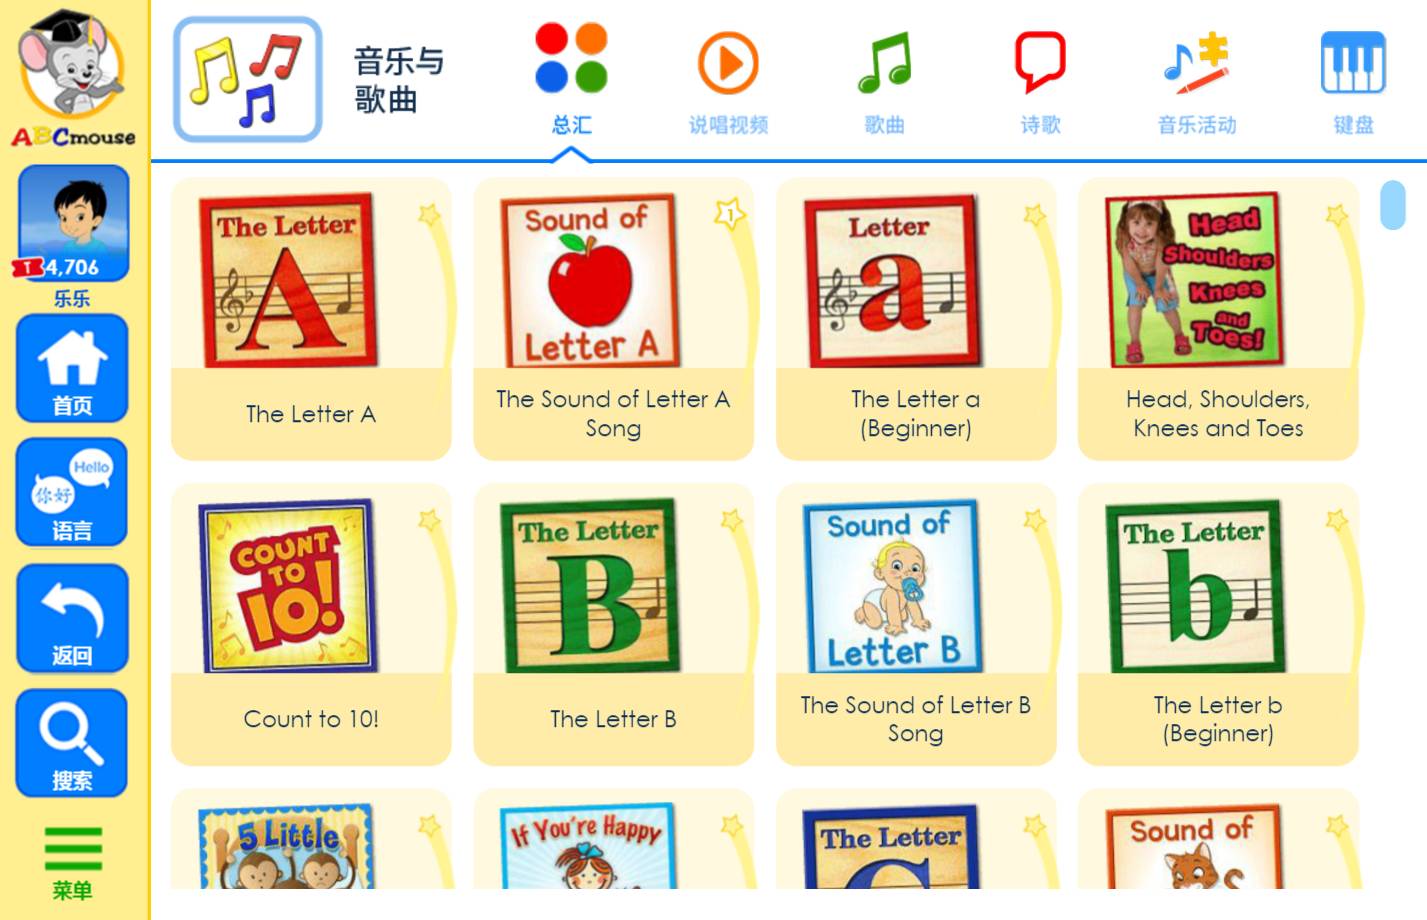 ABCmouse
音乐与
歌曲
总汇
说唱视频
歌曲
诗歌
音乐活动
键盘
T 4,706
乐乐
首页
Hello
你好
语言
返回
搜索
菜单
The Letter
A
The Letter A
Sound of
Letter A
1
The Sound of Letter A
Song
Letter
a
The Letter a
(Beginner)
Head
Shoulders
Knees
and
Toes!
Head, Shoulders,
Knees and Toes
COUNT
TO
10!
Count to 10!
The Letter
B
The Letter B
Sound of
Letter B
The Sound of Letter B
Song
The Letter
b
The Letter b
(Beginner)
5 Little
If You're Happy
The Letter
C
Sound of